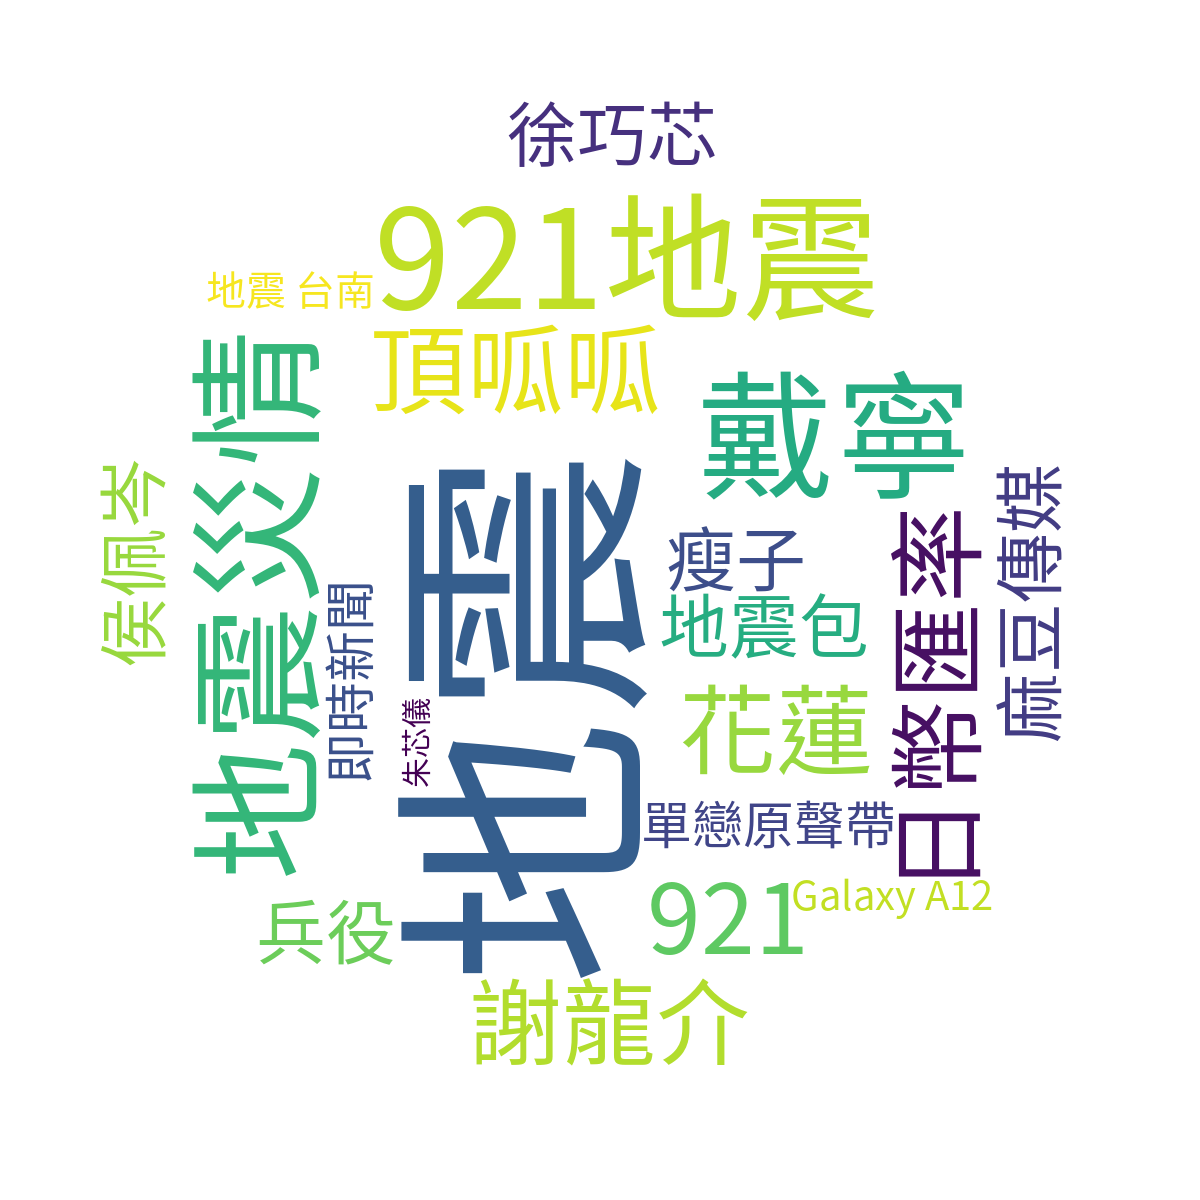 徐巧芯
921地震
地震 台南
頂呱呱
地震災情
戴寧
地震
侯佩岑
即時新聞
瘦子
地震包
日幣匯率
麻豆傳媒
朱芯儀
花蓮
單戀原聲帶
921
Galaxy A12
兵役
謝龍介